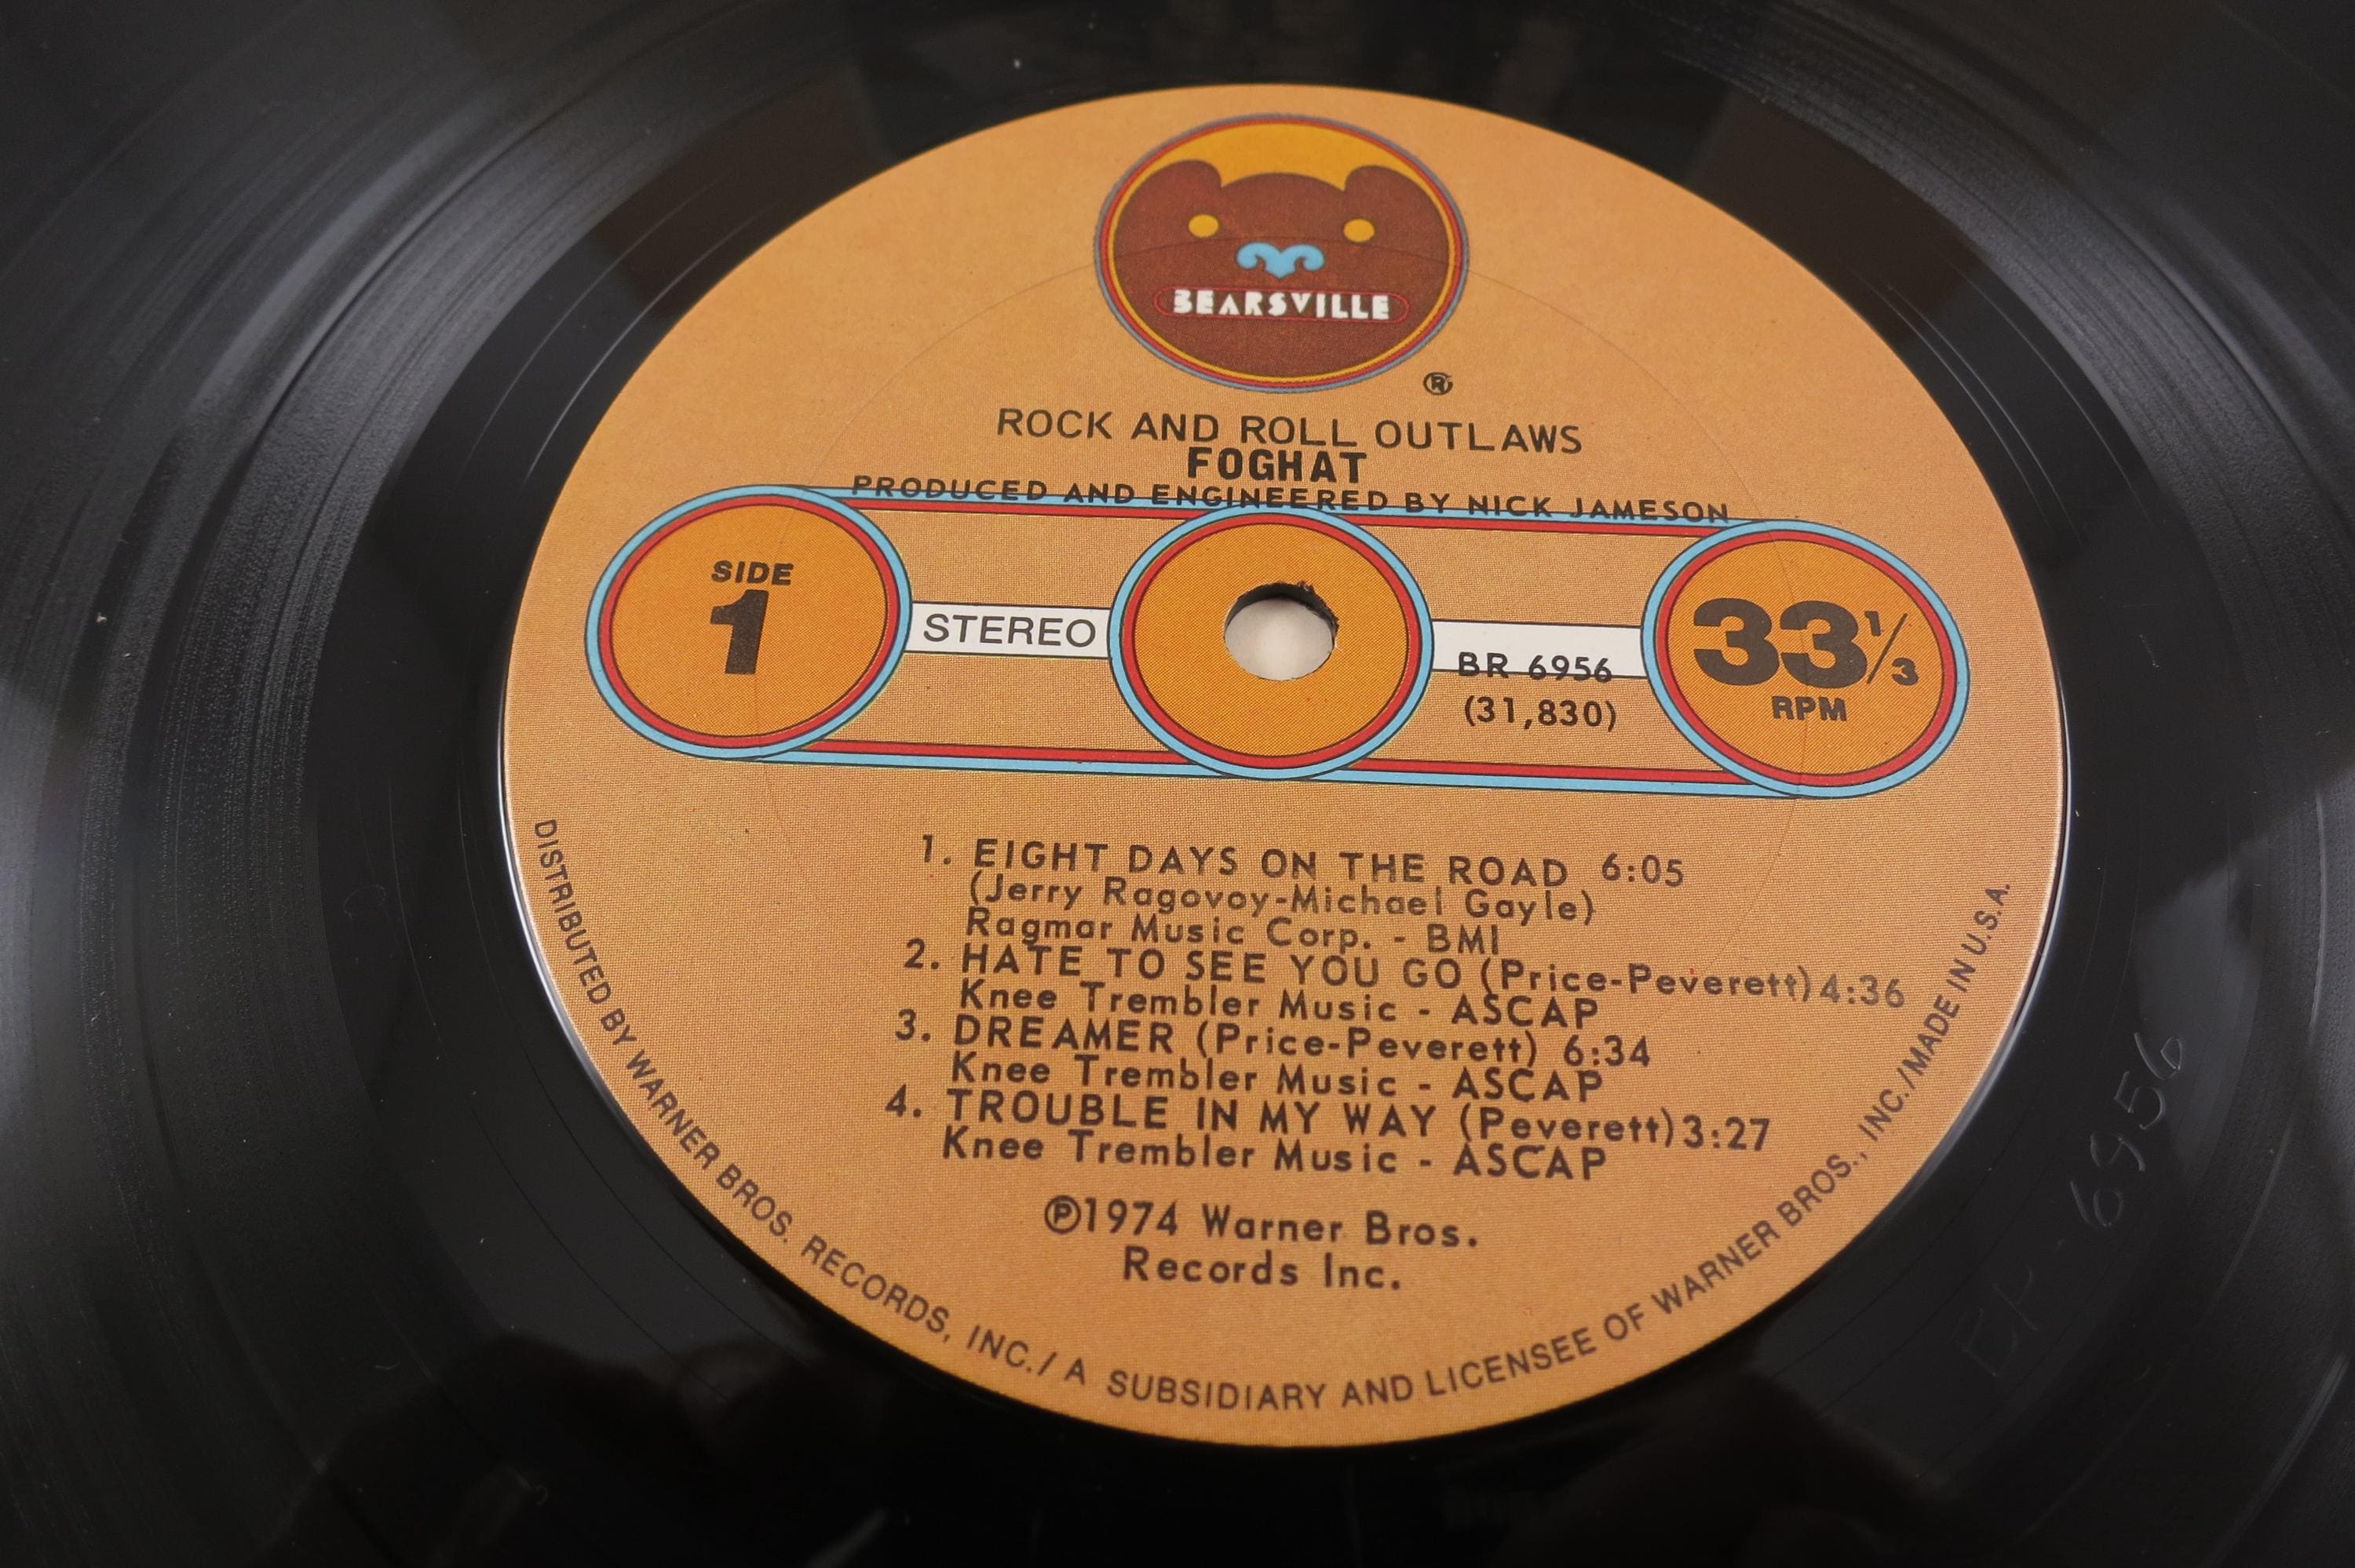 BEARSVILLE
®
ROCK AND ROLL OUTLAWS
FOGHAT
PRODUCED AND ENGINEERED BY NICK JAMESON
SIDE
1
STEREO
BR 6956
(31,830)
33 1/3
RPM
1. EIGHT DAYS ON THE ROAD 6:05
(Jerry Ragovoy-Michael Gayle)
Ragmar Music Corp. - BMI
2. HATE TO SEE YOU GO (Price-Peverett) 4:36
Knee Trembler Music - ASCAP
3. DREAMER (Price-Peverett) 6:34
Knee Trembler Music - ASCAP
4. TROUBLE IN MY WAY (Peverett) 3:27
Knee Trembler Music - ASCAP
℗1974 Warner Bros.
Records Inc.
DISTRIBUTED BY WARNER BROS. RECORDS, INC./ A SUBSIDIARY AND LICENSEE OF WARNER BROS., INC./MADE IN U.S.A.
6956